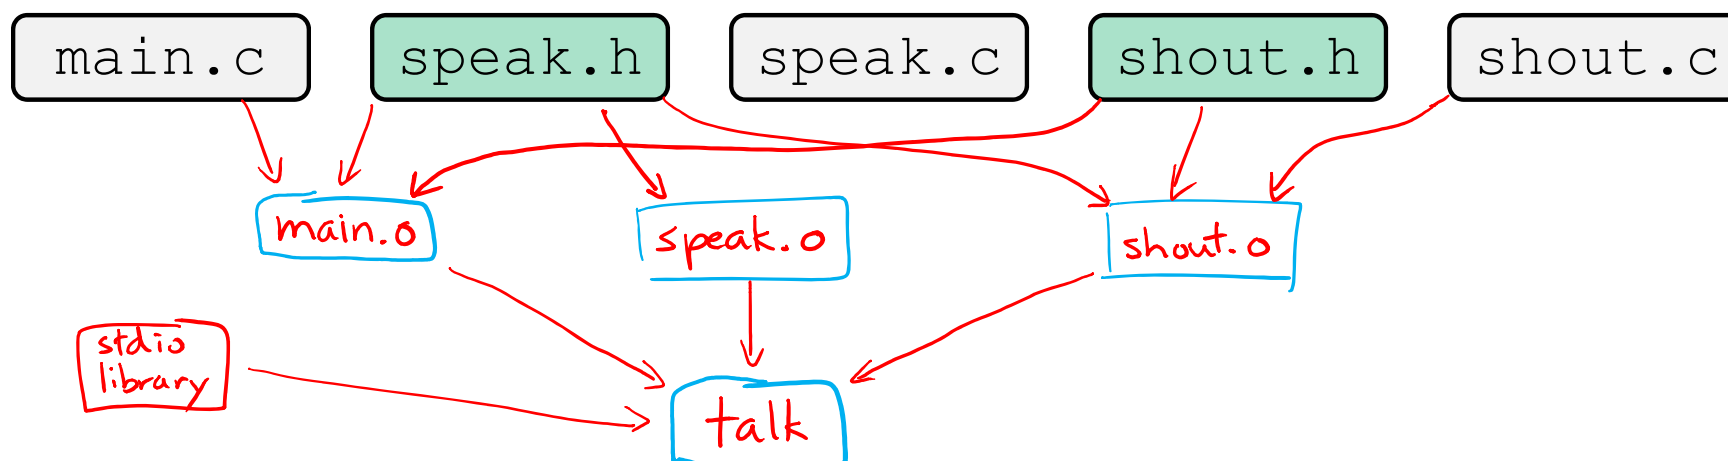 main.c
speak.h
speak.c
shout.h
shout.c
main.o
speak.o
shout.o
stdio
library
talk